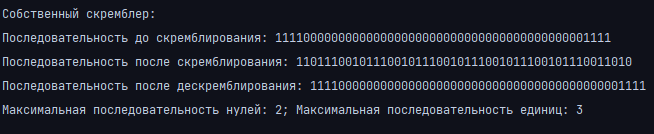 Собственный скремблер:
Последовательность до скремблирования: 111100000000000000000000000000000000000000001111
Последовательность после скремблирования: 110111001011100101110010111001011100101110011010
Последовательность после дескремблирования: 111100000000000000000000000000000000000000001111
Максимальная последовательность нулей: 2; Максимальная последовательность единиц: 3